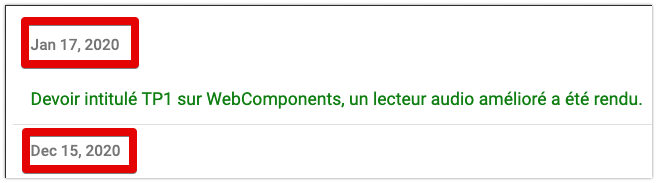 Jan 17, 2020
Devoir intitulé TP1 sur WebComponents, un lecteur audio amélioré a été rendu.
Dec 15, 2020